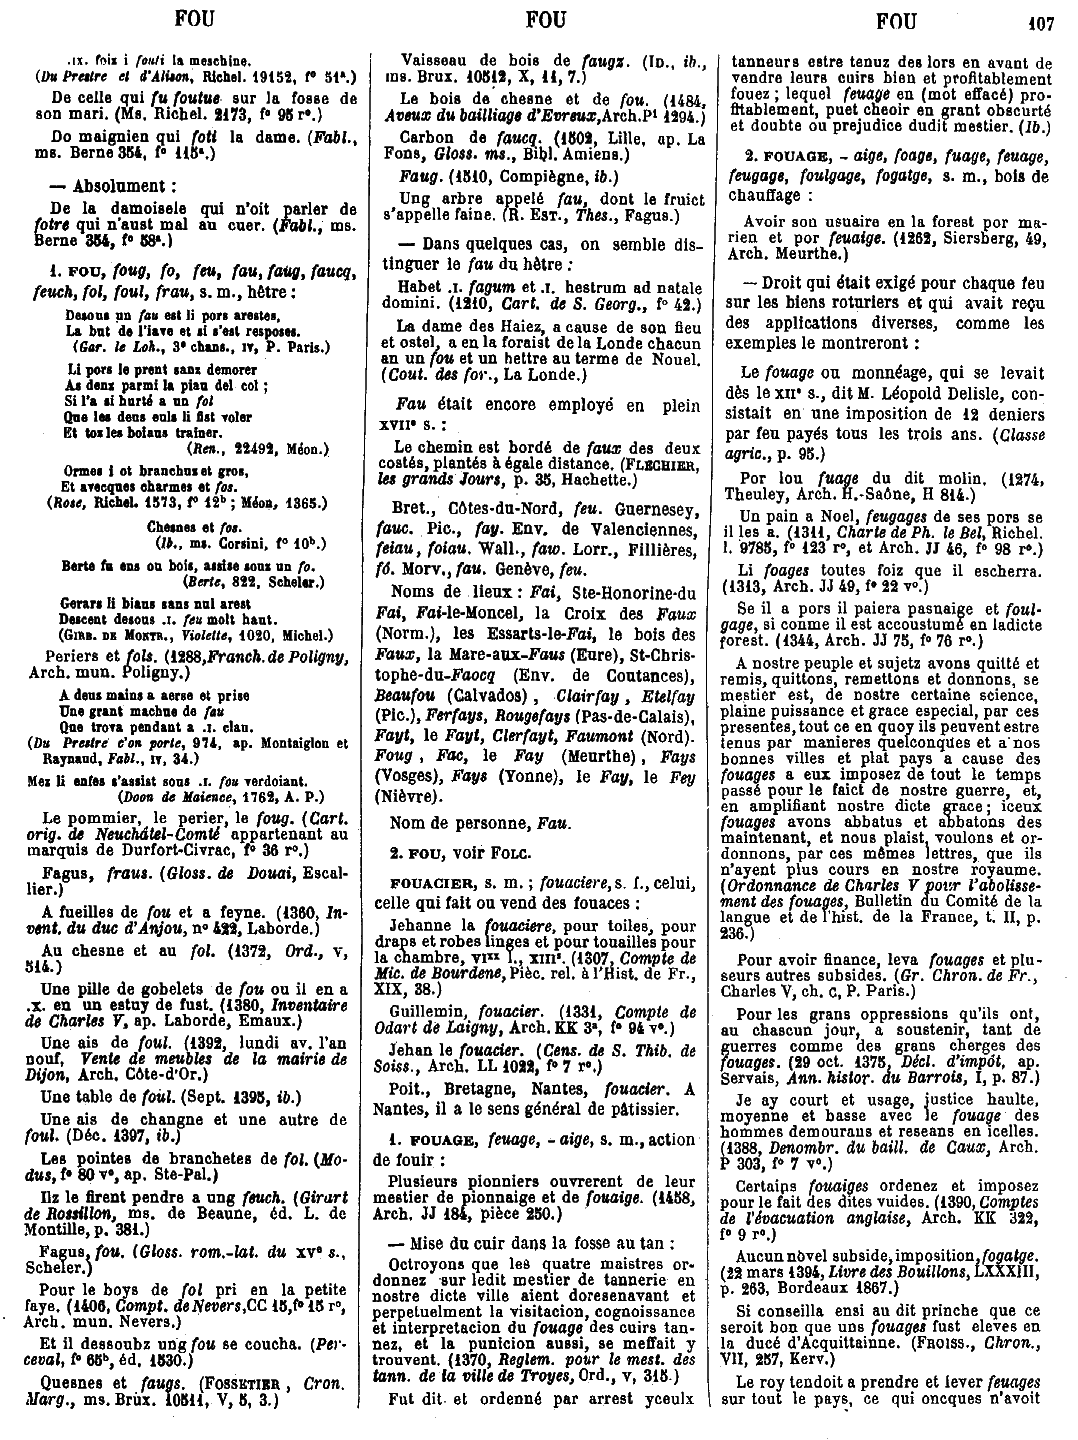 FOU
FOU
FOU
107
.IX. foiz i fouti la meschine.
(Du Prestre et d'Alison, Richel. 19152, f° 51ª.)
De celle qui fu foutue sur la fosse de
son mari. (Ms. Richel. 2173, f° 95 r°.)
Do maignien qui foti la dame. (Fabl.,
ms. Berne 354, f° 115ª.)
— Absolument :
De la damoisele qui n'oit parler de
fotre qui n'aust mal au cuer. (Fabl., ms.
Berne 354, f° 58ª.)
1. FOU, foug, fo, feu, fau, faug, faucq,
feuch, fol, foul, frau, s. m., hêtre :
Desous un fau est li pors arestes,
La but de l'iave et si s'est resposes.
(Gar. le Loh., 3e chans., IV, P. Paris.)
Li pors le prent sanz demorer
As denz parmi la piau del col ;
Si l'a si hurté a un fol
Que les deus euls li fist voler
Et toz les boiaus traîner.
(Ren., 22492, Méon.)
Ormes i ot branchus et gros,
Et avecques charmes et fos.
(Rose, Richel. 1573, f° 12b ; Méon, 1365.)
Chesnes et fos.
(Ib., ms. Corsini, f° 10b.)
Berte fu ens ou bois, assise sous un fo.
(Berte, 822, Scheler.)
Gerars li biaus sans nul arest
Descent desous .I. feu molt haut.
(GIRB. DE MONTR., Violette, 1020, Michel.)
Periers et fols. (1288, Franch. de Poligny,
Arch. mun. Poligny.)
A deus mains a aerse et prise
Une grant machue de fau
Que trova pendant a .I. clau.
(Du Prestre c'on porte, 974, ap. Montaiglon et
Raynaud, Fabl., IV, 34.)
Mez li enfes s'assist sous .I. fou verdoiant.
(Doon de Maience, 1762, A. P.)
Le pommier, le perier, le foug. (Cart.
orig. de Neuchâtel-Comté appartenant au
marquis de Durfort-Civrac, f° 36 r°.)
Fagus, fraus. (Gloss. de Douai, Escal-
lier.)
A fueilles de fou et a feyne. (1360, In-
vent. du duc d'Anjou, n° 422, Laborde.)
Au chesne et au fol. (1372, Ord., V,
514.)
Une pille de gobelets de fou ou il en a
.X. en un estuy de fust. (1380, Inventaire
de Charles V, ap. Laborde, Emaux.)
Une ais de foul. (1392, lundi av. l'an
nouf, Vente de meubles de la mairie de
Dijon, Arch. Côte-d'Or.)
Une table de foul. (Sept. 1395, ib.)
Une ais de changne et une autre de
foul. (Déc. 1397, ib.)
Les pointes de branchetes de fol. (Mo-
dus, f° 80 v°, ap. Ste-Pal.)
Ilz le firent pendre a ung feuch. (Girart
de Rossillon, ms. de Beaune, éd. L. de
Montille, p. 381.)
Fagus, fou. (Gloss. rom.-lat. du XVe s.,
Scheler.)
Pour le boys de fol pri en la petite
faye. (1406, Compt. de Nevers, CC 15, f° 15 r°,
Arch. mun. Nevers.)
Et il dessoubz ung fou se coucha. (Per-
ceval, f° 65b, éd. 1530.)
Quesnes et faugs. (FOSSETIER, Cron.
Marg., ms. Brux. 10511, V, 5, 3.)
Vaisseau de bois de faugz. (ID., ib.,
ms. Brux. 10512, X, 11, 7.)
Le bois de chesne et de fou. (1484,
Aveux du bailliage d'Evreux, Arch. P¹ 1294.)
Carbon de faucq. (1502, Lille, ap. La
Fons, Gloss. ms., Bibl. Amiens.)
Faug. (1510, Compiègne, ib.)
Ung arbre appelé fau, dont le fruict
s'appelle faine. (R. EST., Thes., Fagus.)
— Dans quelques cas, on semble dis-
tinguer le fau du hêtre :
Habet .I. fagum et .I. hestrum ad natale
domini. (1210, Cart. de S. Georg., f° 42.)
La dame des Haiez, a cause de son fieu
et ostel, a en la foraist de la Londe chacun
an un fou et un hettre au terme de Nouel.
(Cout. des for., La Londe.)
Fau était encore employé en plein
XVIIe s. :
Le chemin est bordé de faux des deux
costés, plantés à égale distance. (FLECHIER,
les grands Jours, p. 35, Hachette.)
Bret., Côtes-du-Nord, feu. Guernesey,
fauc. Pic., fay. Env. de Valenciennes,
feiau, foiau. Wall., faw. Lorr., Fillières,
fô. Morv., fau. Genève, feu.
Noms de lieux : Fai, Ste-Honorine-du
Fai, Fai-le-Moncel, la Croix des Faux
(Norm.), les Essarts-le-Fai, le bois des
Faux, la Mare-aux-Faus (Eure), St-Chris-
tophe-du-Faocq (Env. de Coutances),
Beaufou (Calvados), Clairfay, Etelfay
(Pic.), Ferfays, Rougefays (Pas-de-Calais),
Fayt, le Fayt, Clerfayt, Faumont (Nord).
Foug, Fac, le Fay (Meurthe), Fays
(Vosges), Fays (Yonne), le Fay, le Fey
(Nièvre).
Nom de personne, Fau.
2. FOU, voir FOLC.
FOUACIER, s. m. ; fouaciere, s. f., celui,
celle qui fait ou vend des fouaces :
Jehanne la fouaciere, pour toiles, pour
draps et robes linges et pour touailles pour
la chambre, VIxx l., XIIIs. (1307, Compte de
Mic. de Bourdene, Pièc. rel. à l'Hist. de Fr.,
XIX, 38.)
Guillemin, fouacier. (1331, Compte de
Odart de Laigny, Arch. KK 3ª, f° 94 v°.)
Jehan le fouacier. (Cens. de S. Thib. de
Soiss., Arch. LL 1022, f° 7 r°.)
Poit., Bretagne, Nantes, fouacier. A
Nantes, il a le sens général de pâtissier.
1. FOUAGE, feuage, - aige, s. m., action
de fouir :
Plusieurs pionniers ouvrerent de leur
mestier de pionnaige et de fouaige. (1458,
Arch. JJ 184, pièce 250.)
— Mise du cuir dans la fosse au tan :
Octroyons que les quatre maistres or-
donnez sur ledit mestier de tannerie en
nostre dicte ville aient doresenavant et
perpetuelment la visitacion, cognoissance
et interpretacion du fouage des cuirs tan-
nez, et la punicion aussi, se meffait y
trouvent. (1370, Reglem. pour le mest. des
tann. de la ville de Troyes, Ord., V, 315.)
Fut dit et ordenné par arrest yceulx
tanneurs estre tenuz des lors en avant de
vendre leurs cuirs bien et profitablement
fouez ; lequel feuage en (mot effacé) pro-
fittablement, puet cheoir en grant obscurté
et doubte ou prejudice dudit mestier. (Ib.)
2. FOUAGE, - aige, foage, fuage, feuage,
feugage, foulgage, fogatge, s. m., bois de
chauffage :
Avoir son usuaire en la forest por ma-
rien et por feuaige. (1262, Siersberg, 49,
Arch. Meurthe.)
— Droit qui était exigé pour chaque feu
sur les biens roturiers et qui avait reçu
des applications diverses, comme les
exemples le montreront :
Le fouage ou monnéage, qui se levait
dès le XIIe s., dit M. Léopold Delisle, con-
sistait en une imposition de 12 deniers
par feu payés tous les trois ans. (Classe
agric., p. 95.)
Por lou fuage du dit molin. (1274,
Theuley, Arch. H.-Saône, H 814.)
Un pain a Noel, feugages de ses pors se
il les a. (1311, Charte de Ph. le Bel, Richel.
l. 9785, f° 123 r°, et Arch. JJ 46, f° 98 r°.)
Li foages toutes foiz que il escherra.
(1313, Arch. JJ 49, f° 22 v°.)
Se il a pors il paiera pasnaige et foul-
gage, si conme il est accoustumé en ladicte
forest. (1344, Arch. JJ 75, f° 76 r°.)
A nostre peuple et sujetz avons quitté et
remis, quittons, remettons et donnons, se
mestier est, de nostre certaine science,
plaine puissance et grace especial, par ces
presentes, tout ce en quoy ils peuvent estre
tenus par manieres quelconques et a nos
bonnes villes et plat pays a cause des
fouages a eux imposez de tout le temps
passé pour le faict de nostre guerre, et,
en amplifiant nostre dicte grace ; iceux
fouages avons abbatus et abbatons des
maintenant, et nous plaist, voulons et or-
donnons, par ces mêmes lettres, que ils
n'ayent plus cours en nostre royaume.
(Ordonnance de Charles V pour l'abolisse-
ment des fouages, Bulletin du Comité de la
langue et de l'hist. de la France, t. II, p.
236.)
Pour avoir finance, leva fouages et plu-
seurs autres subsides. (Gr. Chron. de Fr.,
Charles V, ch. C, P. Paris.)
Pour les grans oppressions qu'ils ont,
au chascun jour, a soustenir, tant de
guerres comme des grans cherges des
fouages. (29 oct. 1375, Décl. d'impôt, ap.
Servais, Ann. histor. du Barrois, I, p. 87.)
Je ay court et usage, justice haulte,
moyenne et basse avec le fouage des
hommes demourans et reseans en icelles.
(1388, Denombr. du baill. de Caux, Arch.
P 303, f° 7 v°.)
Certains fouaiges ordenez et imposez
pour le fait des dites vuides. (1390, Comptes
de l'évacuation anglaise, Arch. KK 322,
f° 9 r°.)
Aucun novel subside, imposition, fogatge.
(22 mars 1394, Livre des Bouillons, LXXXIII,
p. 263, Bordeaux 1867.)
Si conseilla ensi au dit princhе que ce
seroit bon que uns fouages fust eleves en
la ducé d'Acquittainne. (FROISS., Chron.,
VII, 257, Kerv.)
Le roy tendoit a prendre et lever feuages
sur tout le pays, ce qui oncques n'avoit